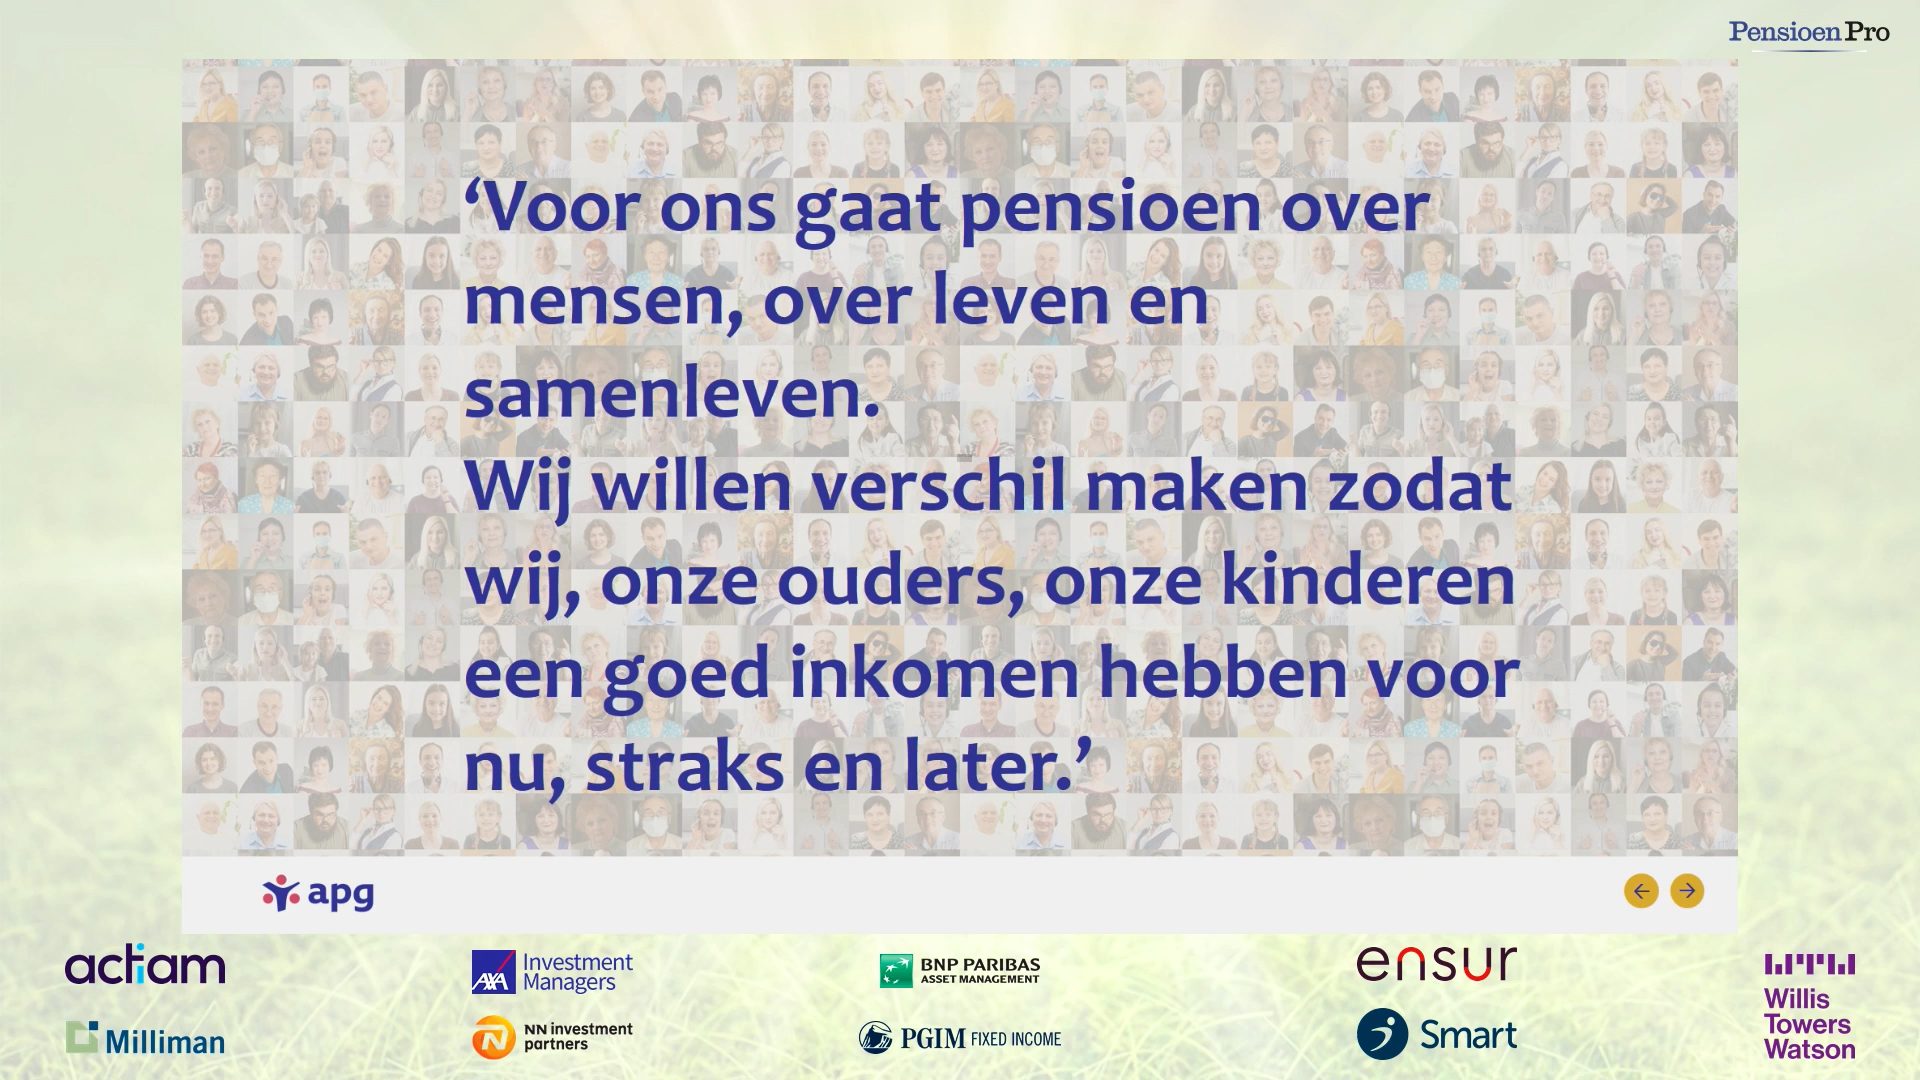 PensioenPro
‘Voor ons gaat pensioen over
mensen, over leven en
samenleven.
Wij willen verschil maken zodat
wij, onze ouders, onze kinderen
een goed inkomen hebben voor
nu, straks en later.’
apg
actiam
AXA
Investment
Managers
BNP PARIBAS
ASSET MANAGEMENT
ensur
wtw
Willis
Towers
Watson
Milliman
NN investment
partners
PGIM FIXED INCOME
Smart